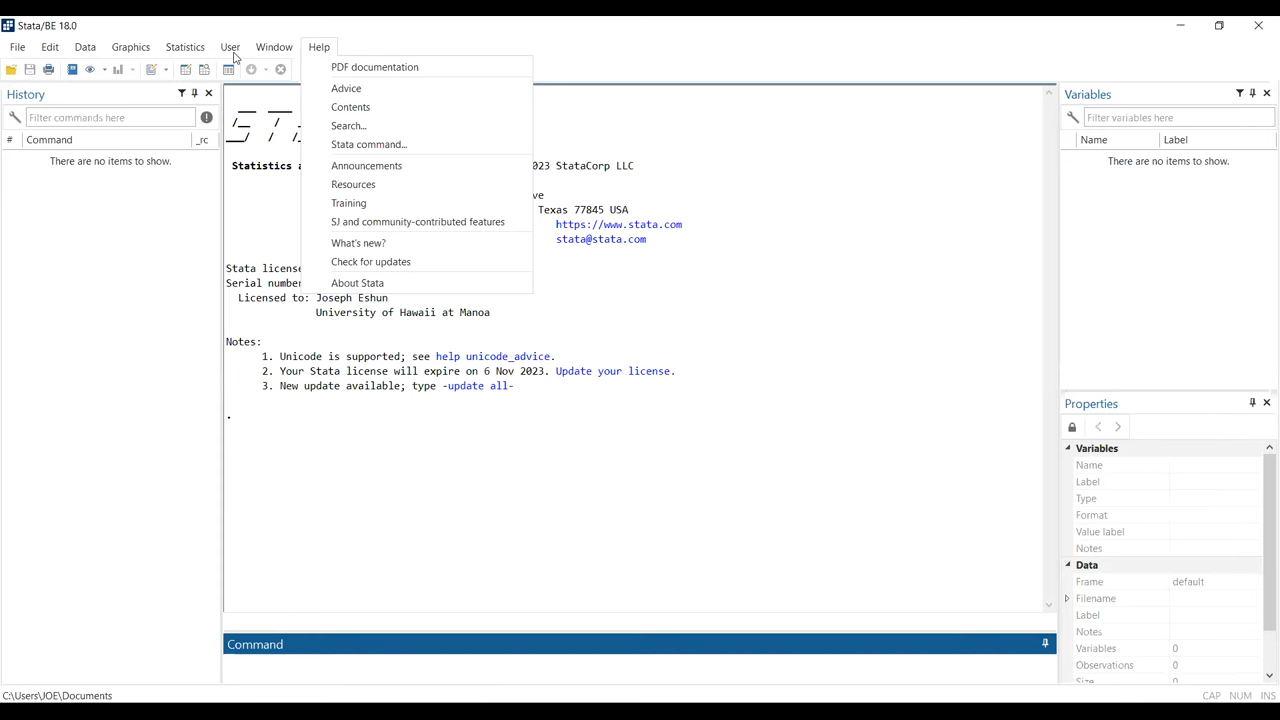 Stata/BE 18.0
File Edit Data Graphics Statistics User Window Help
PDF documentation
Advice
Contents
Search...
Stata command...
Announcements
Resources
Training
SJ and community-contributed features
What's new?
Check for updates
About Stata
History
Filter commands here
# Command _rc
There are no items to show.
Statistics
023 StataCorp LLC
ve
Texas 77845 USA
https://www.stata.com
stata@stata.com
Stata license
Serial number
Licensed to: Joseph Eshun
University of Hawaii at Manoa
Notes:
1. Unicode is supported; see help unicode_advice.
2. Your Stata license will expire on 6 Nov 2023. Update your license.
3. New update available; type -update all-
.
Command
Variables
Filter variables here
Name Label
There are no items to show.
Properties
Variables
Name
Label
Type
Format
Value label
Notes
Data
Frame default
Filename
Label
Notes
Variables 0
Observations 0
Size 0
C:\Users\JOE\Documents
CAP NUM INS